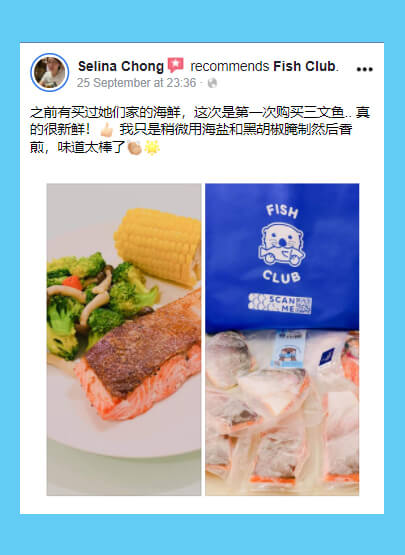 Selina Chong recommends Fish Club.
25 September at 23:36 ·
之前有买过她们家的海鲜，这次是第一次购买三文鱼.. 真
的很新鲜！👍🏻 我只是稍微用海盐和黑胡椒腌制然后香
煎，味道太棒了👏🏼🌟
FISH
CLUB
SCAN
ME